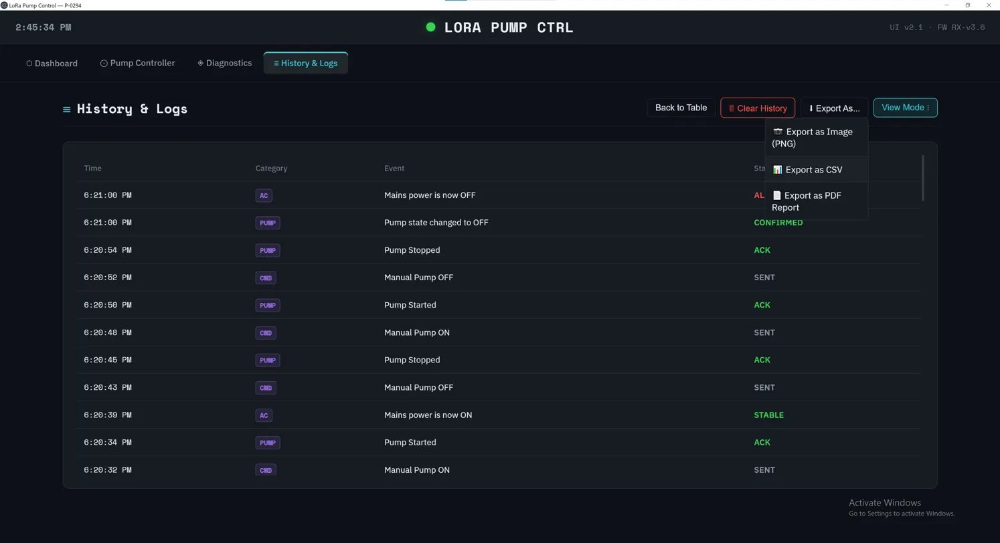 LoRa Pump Control — P-0294
2:45:34 PM
LORA PUMP CTRL
UI v2.1 · FW RX-v3.6
Dashboard
Pump Controller
Diagnostics
History & Logs
History & Logs
Back to Table
Clear History
Export As...
View Mode
Export as Image
(PNG)
Export as CSV
Export as PDF
Report
Time Category Event Sta
6:21:00 PM AC Mains power is now OFF AL
6:21:00 PM PUMP Pump state changed to OFF CONFIRMED
6:20:54 PM PUMP Pump Stopped ACK
6:20:52 PM CMD Manual Pump OFF SENT
6:20:50 PM PUMP Pump Started ACK
6:20:48 PM CMD Manual Pump ON SENT
6:20:45 PM PUMP Pump Stopped ACK
6:20:43 PM CMD Manual Pump OFF SENT
6:20:39 PM AC Mains power is now ON STABLE
6:20:34 PM PUMP Pump Started ACK
6:20:32 PM CMD Manual Pump ON SENT
Activate Windows
Go to Settings to activate Windows.